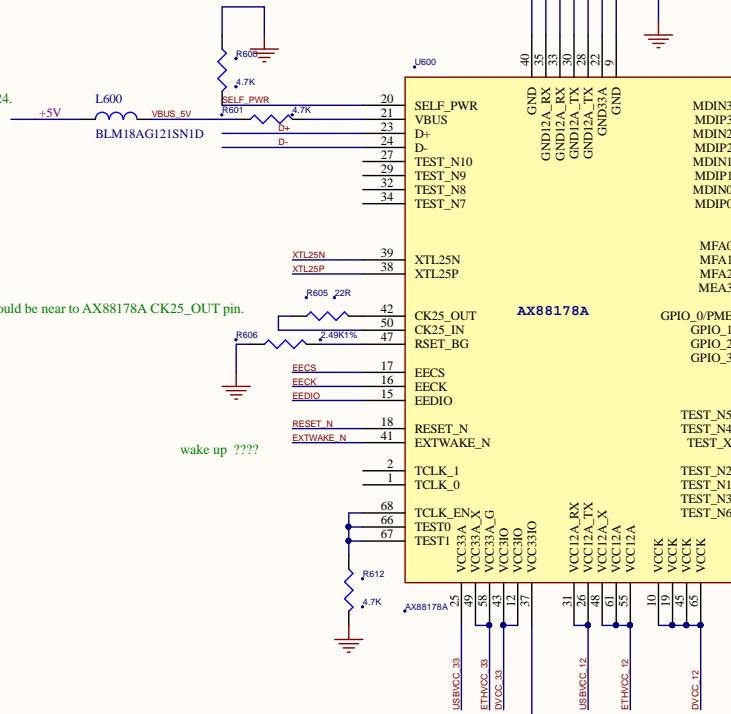 R608
4.7K
U600
24.
+5V
L600
BLM18AG121SN1D
VBUS_5V
SELF_PWR
R601
4.7K
D+
D-
20
21
23
24
27
29
32
34
SELF_PWR
VBUS
D+
D-
TEST_N10
TEST_N9
TEST_N8
TEST_N7
40
35
33
30
28
22
9
GND
GND12A_RX
GND12A_RX
GND12A_TX
GND12A_TX
GND33A
GND
MDIN3
MDIP3
MDIN2
MDIP2
MDIN1
MDIP1
MDIN0
MDIP0
XTL25N
XTL25P
39
38
XTL25N
XTL25P
MFA0
MFA1
MFA2
MEA3
ould be near to AX88178A CK25_OUT pin.
R605 22R
R606
2.49K1%
42
50
47
CK25_OUT
CK25_IN
RSET_BG
AX88178A
GPIO_0/PME
GPIO_1
GPIO_2
GPIO_3
EECS
EECK
EEDIO
17
16
15
EECS
EECK
EEDIO
RESET_N
EXTWAKE_N
18
41
RESET_N
EXTWAKE_N
wake up ????
TEST_N5
TEST_N4
TEST_X
2
1
TCLK_1
TCLK_0
TEST_N2
TEST_N1
TEST_N3
TEST_N6
68
66
67
TCLK_EN
TEST0
TEST1
VCC33A
VCC33A_X
VCC33A_G
VCC3IO
VCC3IO
VCC33IO
VCC12A_RX
VCC12A_TX
VCC12A_X
VCC12A
VCC12A
VCCK
VCCK
VCCK
VCCK
R612
4.7K
AX88178A
25
49
58
43
12
37
31
26
48
61
55
10
19
45
65
USBVCC_33
ETHVCC_33
DVCC_33
USBVCC_12
ETHVCC_12
DVCC_12